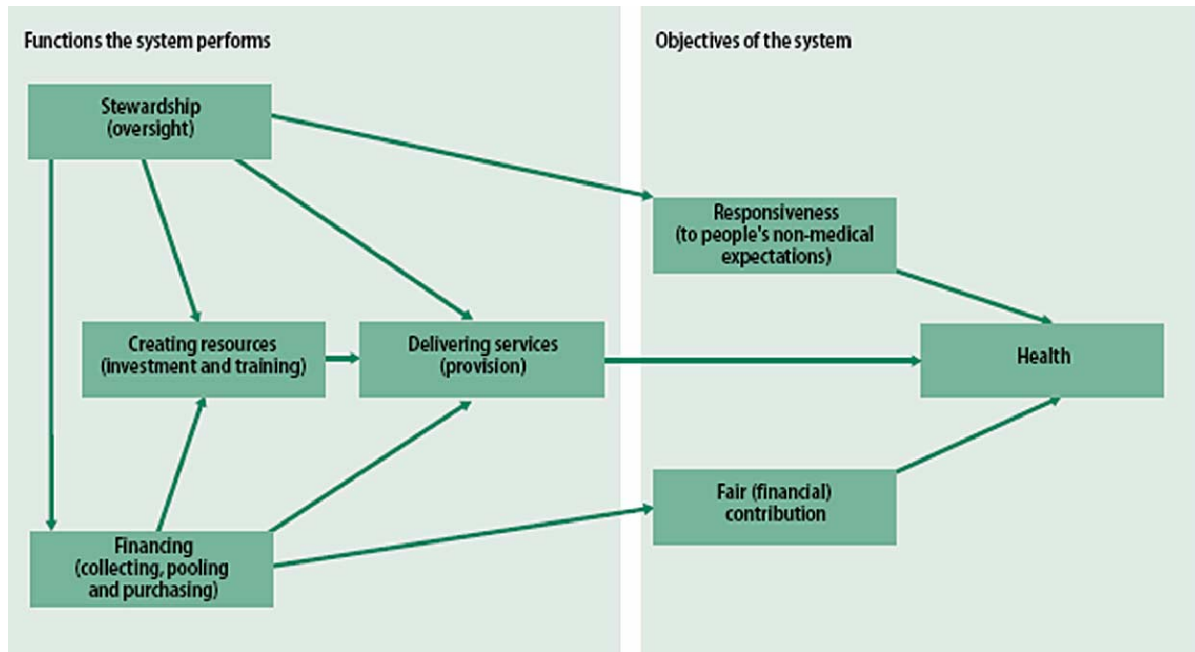 Functions the system performs
Objectives of the system
Stewardship
(oversight)
Responsiveness
(to people's non-medical
expectations)
Creating resources
(investment and training)
Delivering services
(provision)
Health
Fair (financial)
contribution
Financing
(collecting, pooling
and purchasing)